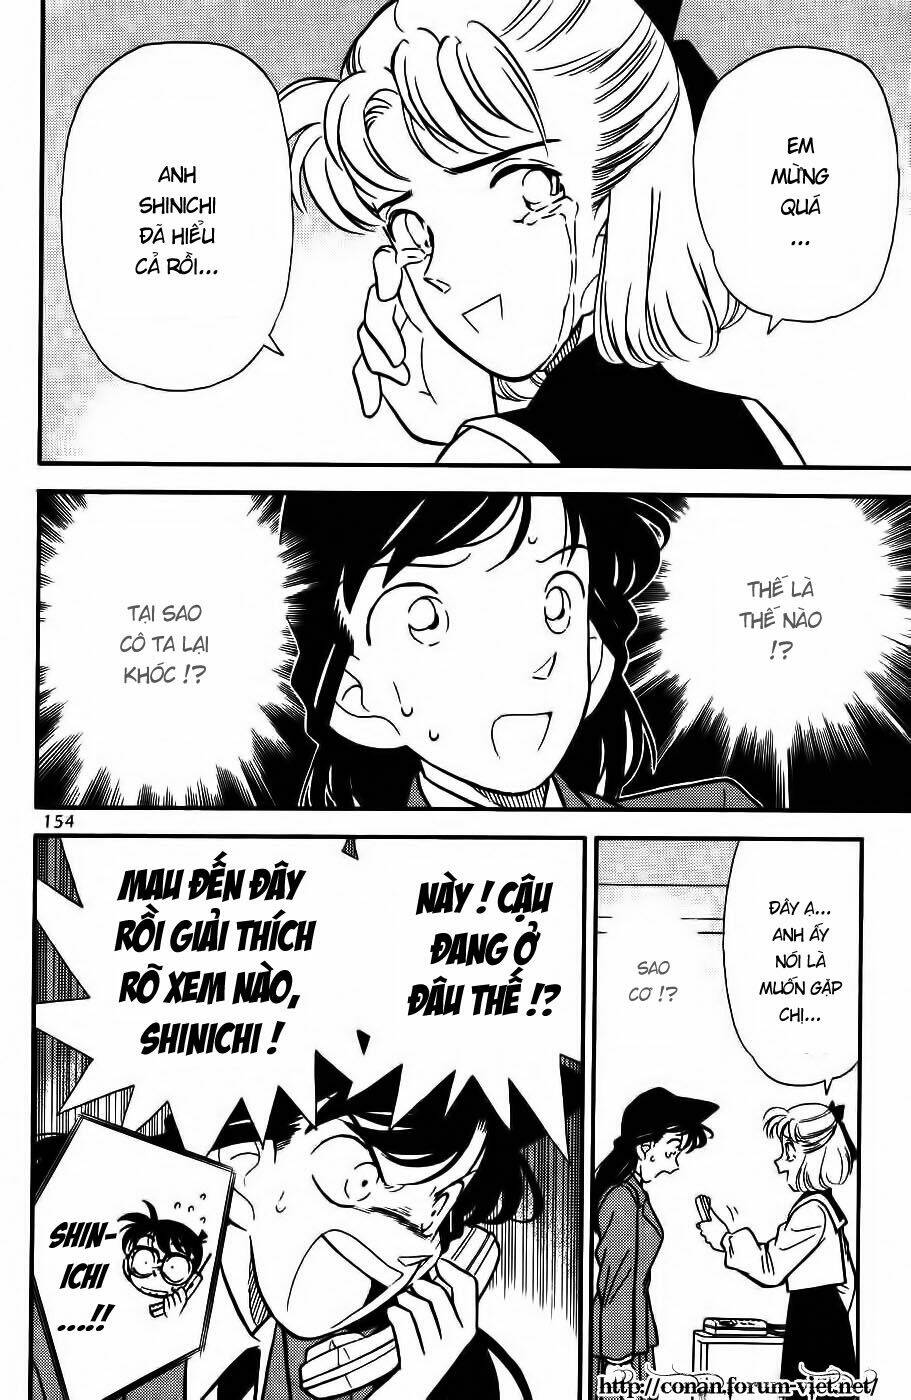 EM
MỪNG
QUÁ
...
ANH
SHINICHI
ĐÃ HIỂU
CẢ RỒI...
THẾ LÀ
THẾ NÀO
!?
TẠI SAO
CÔ TA LẠI
KHÓC !?
154
ĐÂY Ạ...
ANH ẤY
NÓI LÀ
MUỐN GẶP
CHỊ...
SAO
CƠ !?
NÀY ! CẬU
ĐANG Ở
ĐÂU THẾ !?
MAU ĐẾN ĐÂY
RỒI GIẢI THÍCH
RÕ XEM NÀO,
SHINICHI !
SHIN-
ICHI
...!!
http://conan.forum-viet.net/